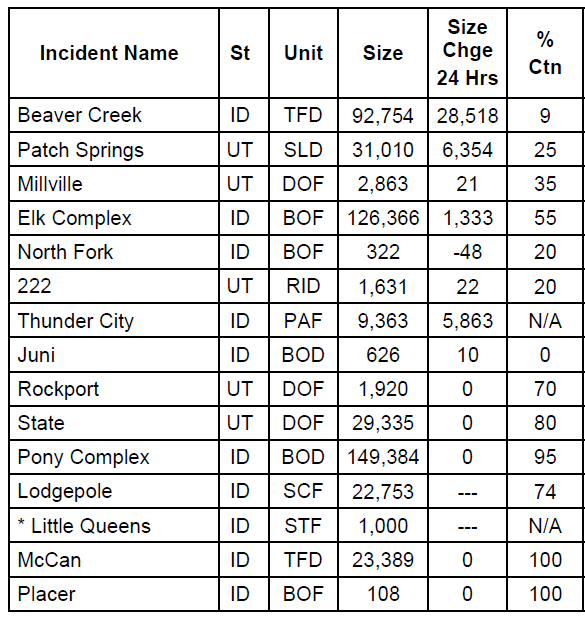 Incident Name St Unit Size Size Chge 24 Hrs % Ctn
Beaver Creek ID TFD 92,754 28,518 9
Patch Springs UT SLD 31,010 6,354 25
Millville UT DOF 2,863 21 35
Elk Complex ID BOF 126,366 1,333 55
North Fork ID BOF 322 -48 20
222 UT RID 1,631 22 20
Thunder City ID PAF 9,363 5,863 N/A
Juni ID BOD 626 10 0
Rockport UT DOF 1,920 0 70
State UT DOF 29,335 0 80
Pony Complex ID BOD 149,384 0 95
Lodgepole ID SCF 22,753 --- 74
* Little Queens ID STF 1,000 --- N/A
McCan ID TFD 23,389 0 100
Placer ID BOF 108 0 100